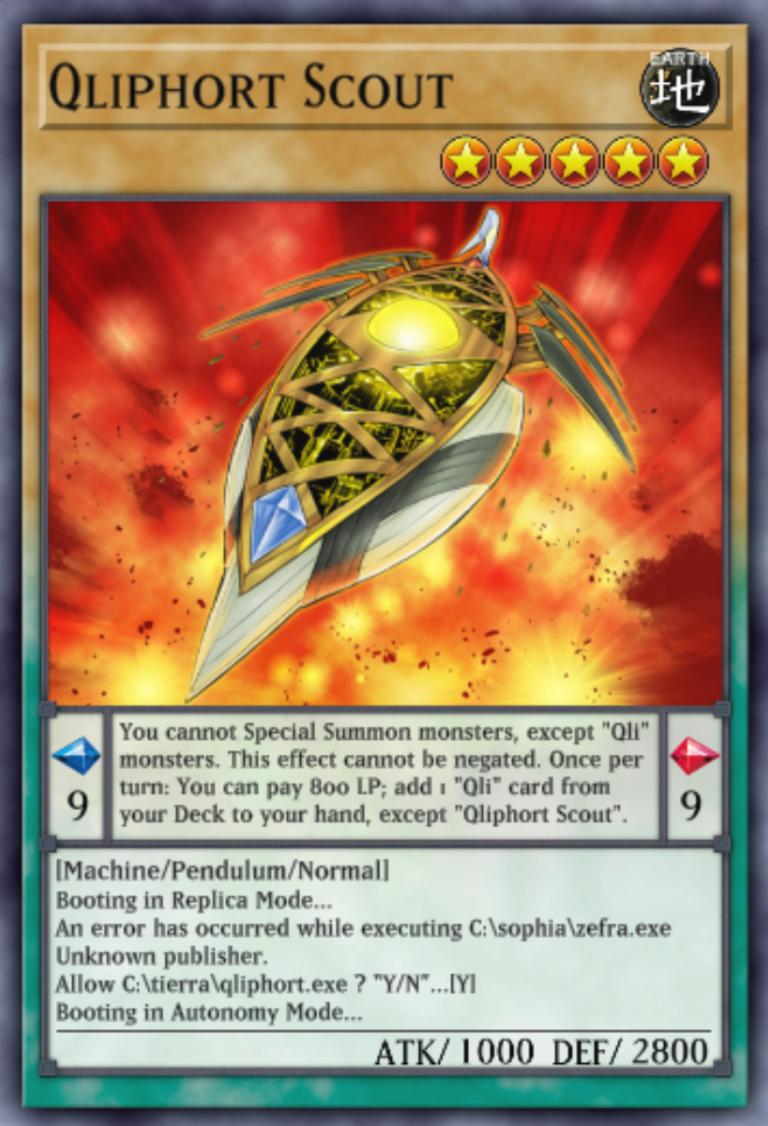 Qliphort Scout
EARTH
地
You cannot Special Summon monsters, except "Qli"
monsters. This effect cannot be negated. Once per
turn: You can pay 800 LP; add 1 "Qli" card from
your Deck to your hand, except "Qliphort Scout".
9
9
[Machine/Pendulum/Normal]
Booting in Replica Mode...
An error has occurred while executing C:\sophia\zefra.exe
Unknown publisher.
Allow C:\tierra\qliphort.exe ? "Y/N"...[Y]
Booting in Autonomy Mode...
ATK/ 1000 DEF/ 2800